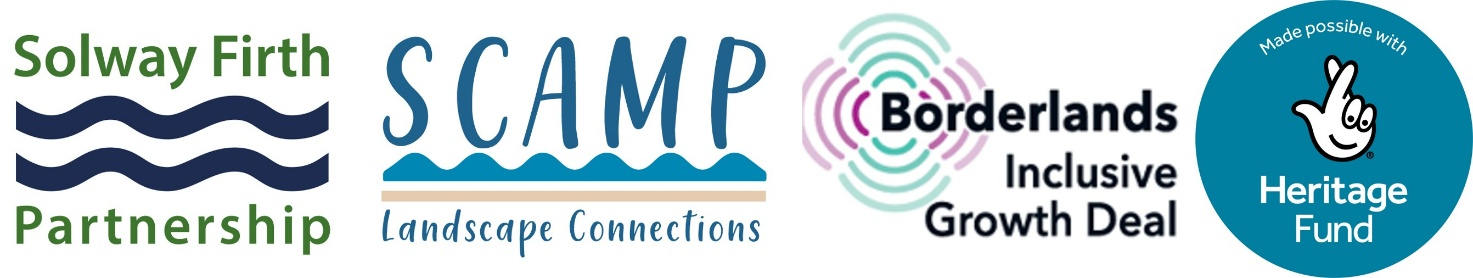 Solway Firth
Partnership
SCAMP
Landscape Connections
Borderlands
Inclusive
Growth Deal
Made possible with
Heritage
Fund